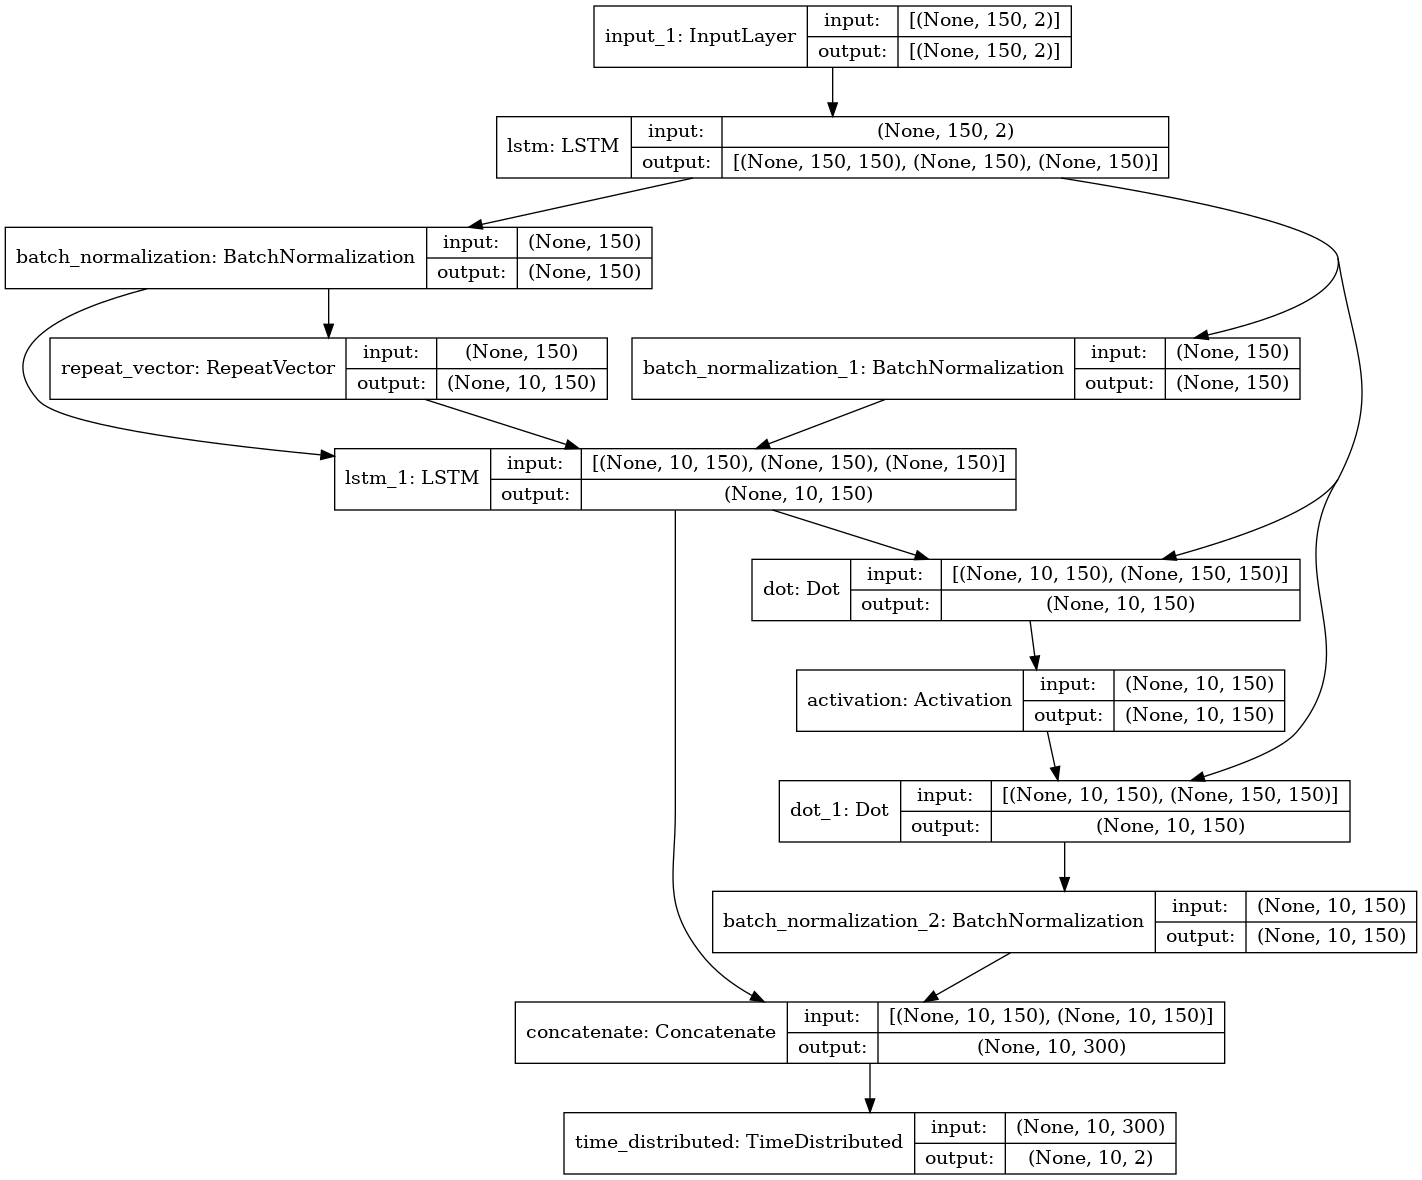 input_1: InputLayer
input:
[(None, 150, 2)]
output:
[(None, 150, 2)]
lstm: LSTM
input:
(None, 150, 2)
output:
[(None, 150, 150), (None, 150), (None, 150)]
batch_normalization: BatchNormalization
input:
(None, 150)
output:
(None, 150)
repeat_vector: RepeatVector
input:
(None, 150)
output:
(None, 10, 150)
batch_normalization_1: BatchNormalization
input:
(None, 150)
output:
(None, 150)
lstm_1: LSTM
input:
[(None, 10, 150), (None, 150), (None, 150)]
output:
(None, 10, 150)
dot: Dot
input:
[(None, 10, 150), (None, 150, 150)]
output:
(None, 10, 150)
activation: Activation
input:
(None, 10, 150)
output:
(None, 10, 150)
dot_1: Dot
input:
[(None, 10, 150), (None, 150, 150)]
output:
(None, 10, 150)
batch_normalization_2: BatchNormalization
input:
(None, 10, 150)
output:
(None, 10, 150)
concatenate: Concatenate
input:
[(None, 10, 150), (None, 10, 150)]
output:
(None, 10, 300)
time_distributed: TimeDistributed
input:
(None, 10, 300)
output:
(None, 10, 2)